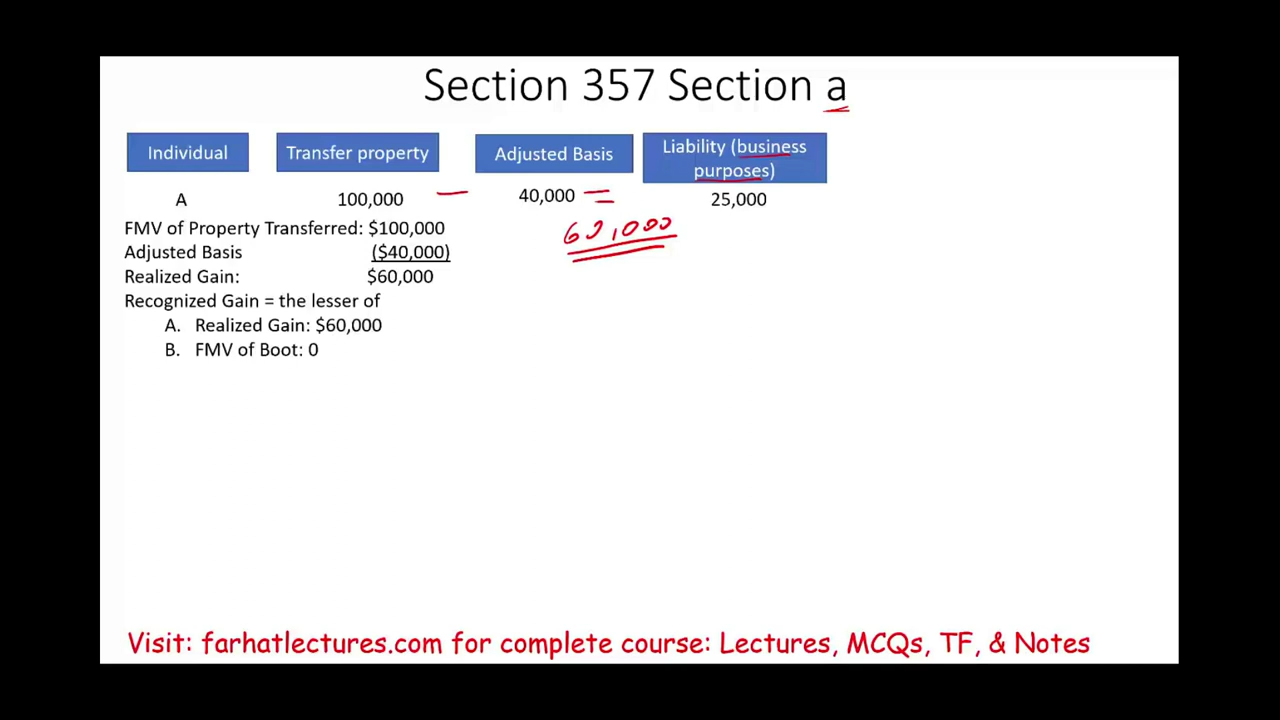 Section 357 Section a
Individual
Transfer property
Adjusted Basis
Liability (business
purposes)
A
100,000
40,000 =
25,000
60,000
FMV of Property Transferred: $100,000
Adjusted Basis ($40,000)
Realized Gain: $60,000
Recognized Gain = the lesser of
A. Realized Gain: $60,000
B. FMV of Boot: 0
Visit: farhatlectures.com for complete course: Lectures, MCQs, TF, & Notes